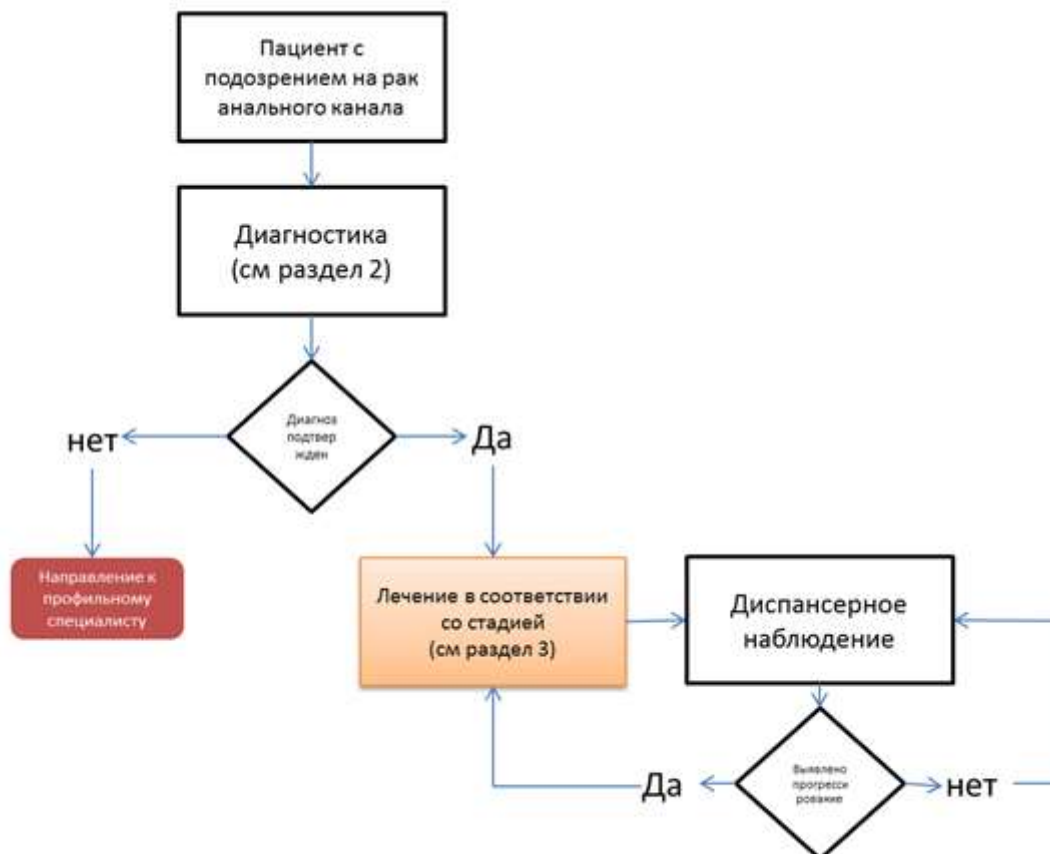 Пациент с
подозрением на рак
анального канала
Диагностика
(см раздел 2)
Диагноз
подтвер
жден
нет
Да
Направление к
профильному
специалисту
Лечение в соответствии
со стадией
(см раздел 3)
Диспансерное
наблюдение
Выявлено
прогресси
рование
Да
нет